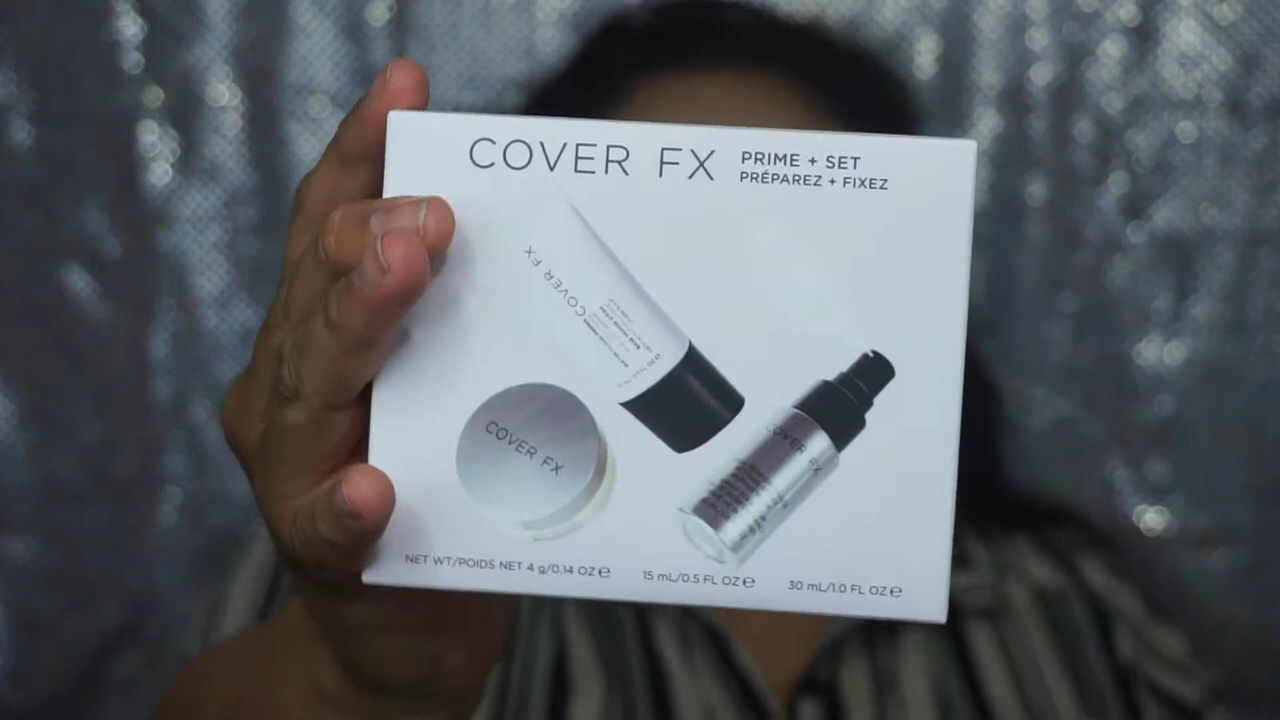 COVER FX
PRIME + SET
PRÉPAREZ + FIXEZ
COVER FX
COVER FX
COVER FX
NET WT/POIDS NET 4 g/0.14 OZ℮
15 mL/0.5 FL OZ℮
30 mL/1.0 FL OZ℮